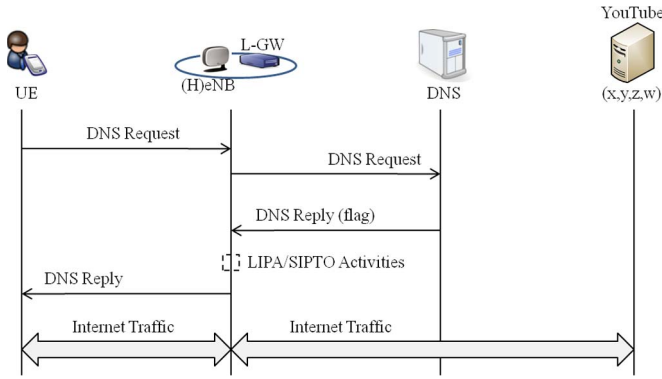 YouTube
L-GW
(H)eNB
UE
DNS
(x,y,z,w)
DNS Request
DNS Request
DNS Reply (flag)
LIPA/SIPTO Activities
DNS Reply
Internet Traffic
Internet Traffic